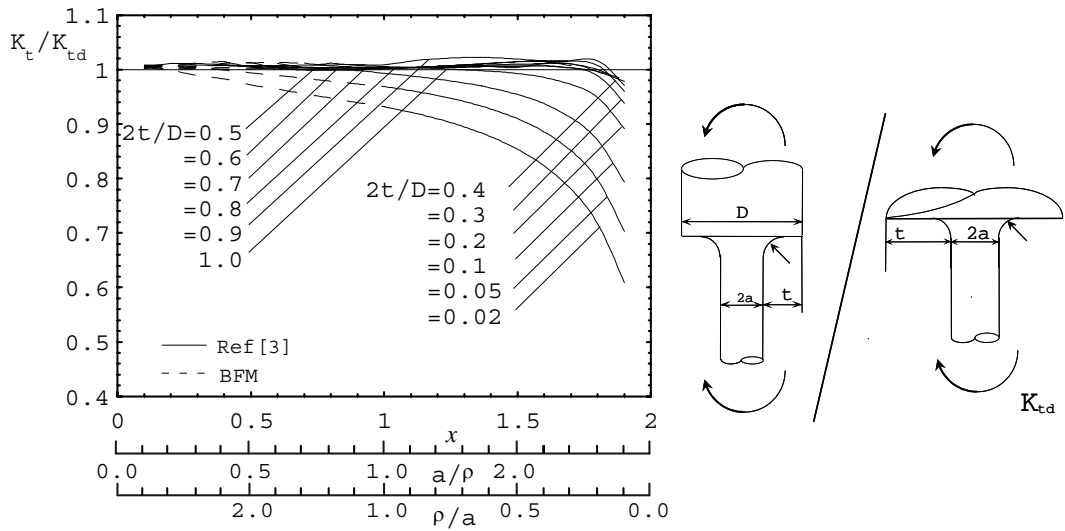 K_t/K_td
1.1
1
0.9
0.8
0.7
0.6
0.5
0.4
2t/D=0.5
=0.6
=0.7
=0.8
=0.9
1.0
2t/D=0.4
=0.3
=0.2
=0.1
=0.05
=0.02
Ref[3]
BFM
0 0.5 1 1.5 2
x
0.0 0.5 1.0 2.0
a/ρ
2.0 1.0 0.5 0.0
ρ/a
D
2a
t
t
2a
K_td